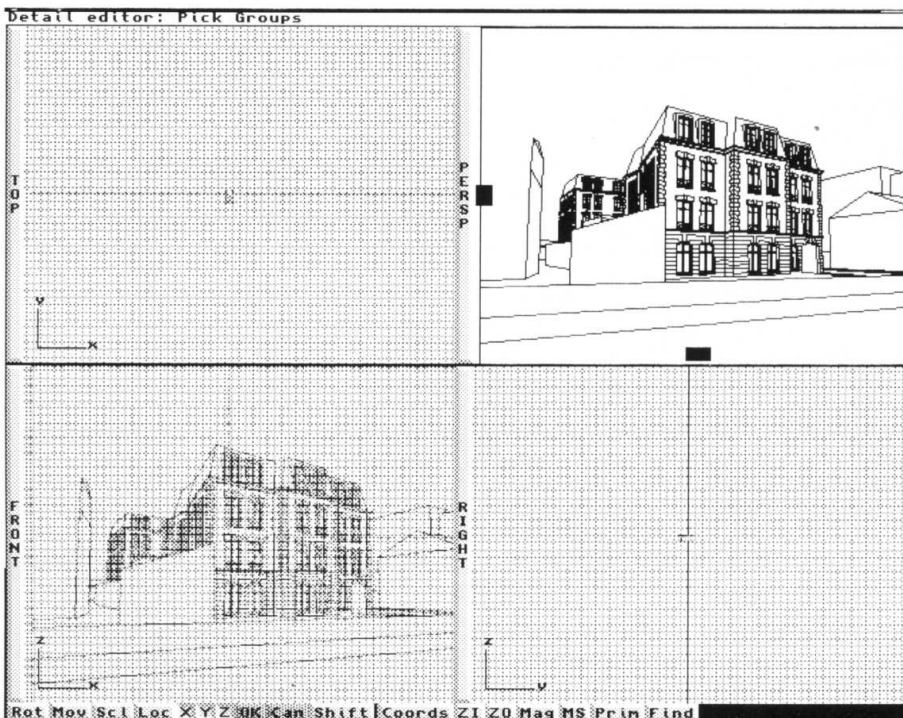 Detail editor: Pick Groups
TOP
PERSP
Y
X
FRONT
RIGHT
Z
X
Z
Y
Rot Mov Scl Loc X Y Z OK Can Shift Coords ZI ZO Mag MS Prim Find